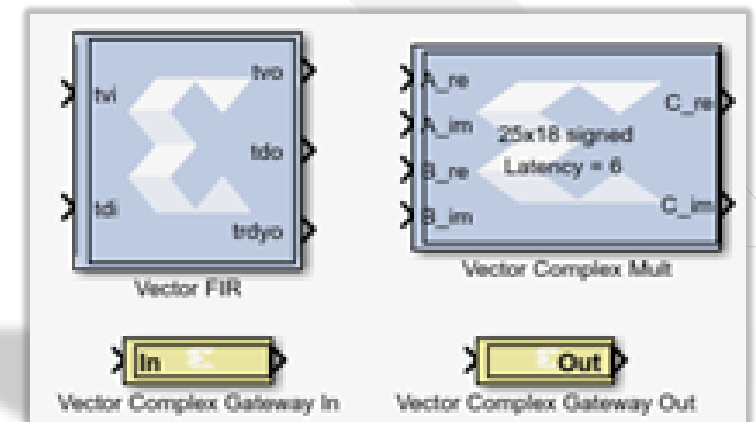 tvi
tdi
tvo
tdo
trdyo
Vector FIR
A_re
A_im
B_re
B_im
25x18 signed
Latency = 6
C_re
C_im
Vector Complex Mult
In
Vector Complex Gateway In
Out
Vector Complex Gateway Out